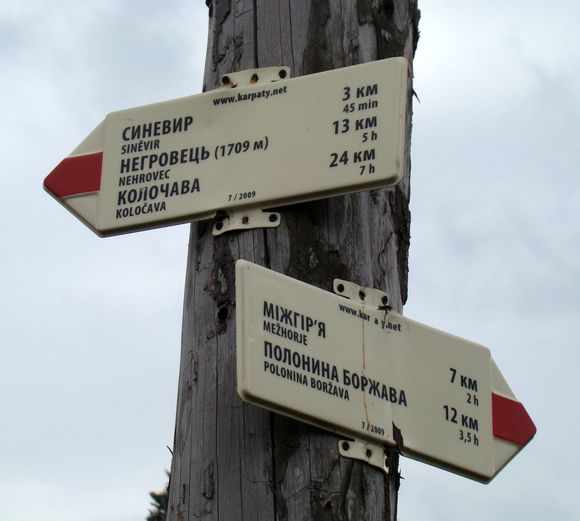 www.karpaty.net
СИНЕВИР 3 КМ
SINĚVIR 45 min
НЕГРОВЕЦЬ (1709 м) 13 КМ
NEHROVEC 5 h
КОЛОЧАВА 24 КМ
KOLOČAVA 7 h
7 / 2009
www.kar a y.net
МІЖГІР'Я 7 КМ
MEŽHORJE 2 h
ПОЛОНИНА БОРЖАВА 12 КМ
POLONINA BORŽAVA 3,5 h
7 / 2009